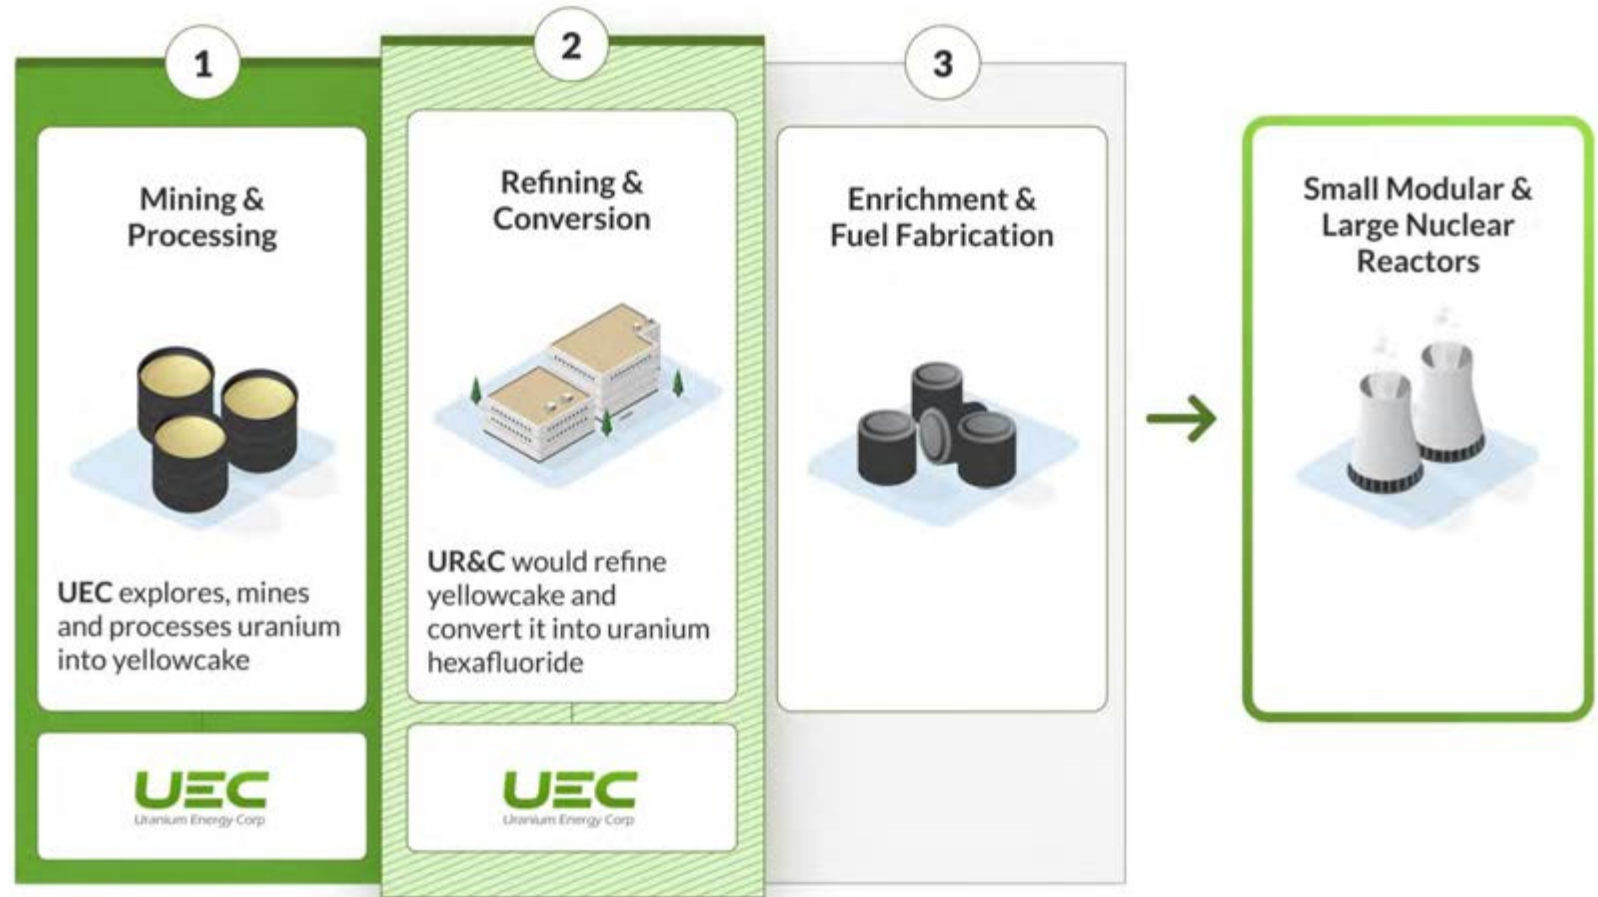 1
Mining &
Processing
UEC explores, mines
and processes uranium
into yellowcake
UEC
Uranium Energy Corp
2
Refining &
Conversion
UR&C would refine
yellowcake and
convert it into uranium
hexafluoride
UEC
Uranium Energy Corp
3
Enrichment &
Fuel Fabrication
Small Modular &
Large Nuclear
Reactors